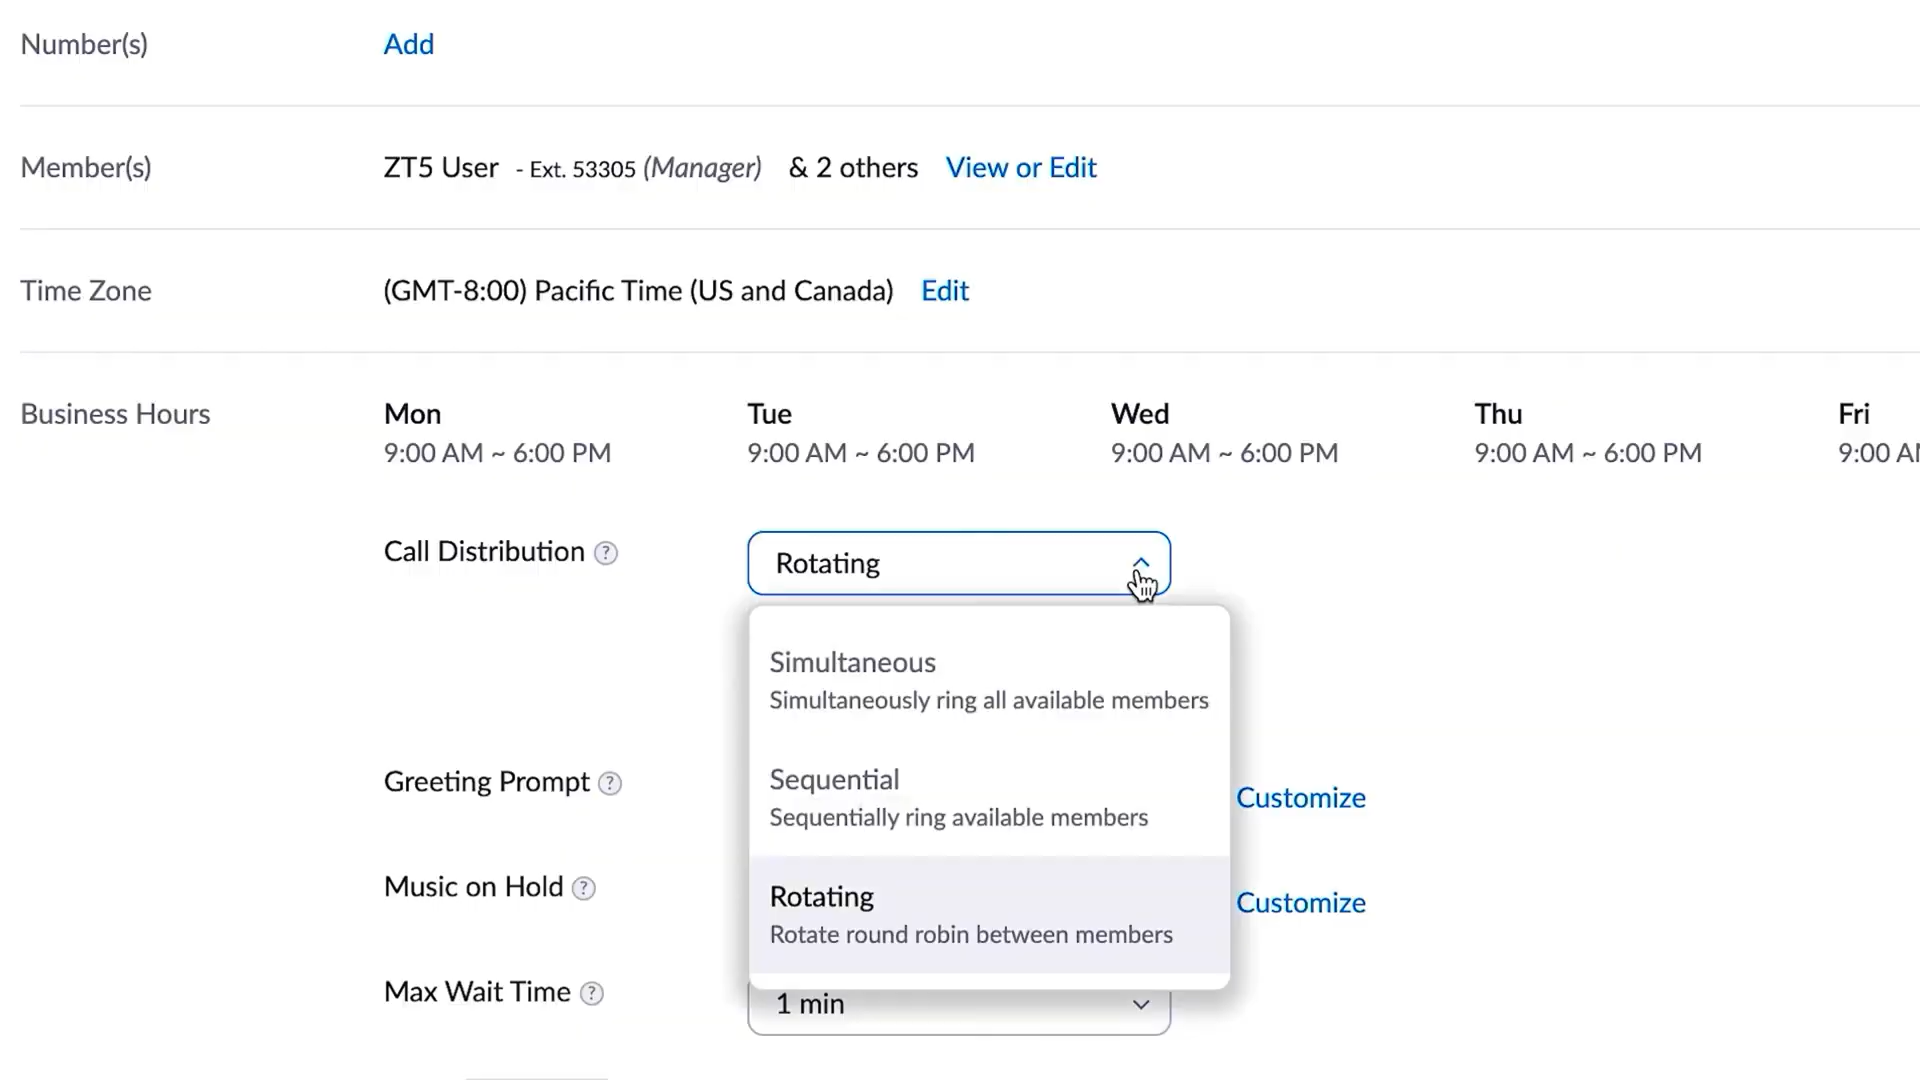 Number(s) Add
Member(s) ZT5 User - Ext. 53305 (Manager) & 2 others View or Edit
Time Zone (GMT-8:00) Pacific Time (US and Canada) Edit
Business Hours Mon Tue Wed Thu Fri
9:00 AM ~ 6:00 PM 9:00 AM ~ 6:00 PM 9:00 AM ~ 6:00 PM 9:00 AM ~ 6:00 PM 9:00 A
Call Distribution ? Rotating
Simultaneous
Simultaneously ring all available members
Sequential
Sequentially ring available members
Greeting Prompt ? Customize
Rotating
Rotate round robin between members
Music on Hold ? Customize
Max Wait Time ? 1 min